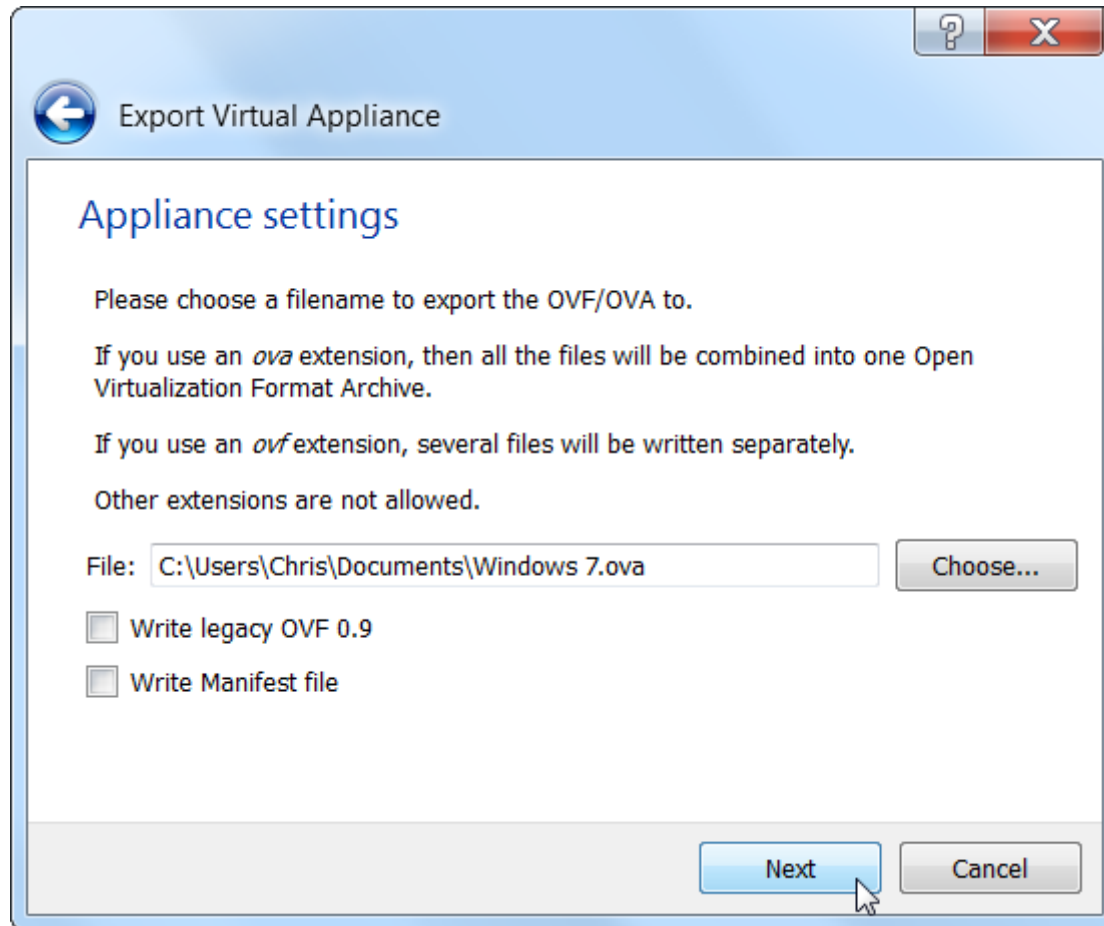 Export Virtual Appliance
Appliance settings
Please choose a filename to export the OVF/OVA to.
If you use an ova extension, then all the files will be combined into one Open
Virtualization Format Archive.
If you use an ovf extension, several files will be written separately.
Other extensions are not allowed.
File: C:\Users\Chris\Documents\Windows 7.ova Choose...
Write legacy OVF 0.9
Write Manifest file
Next Cancel